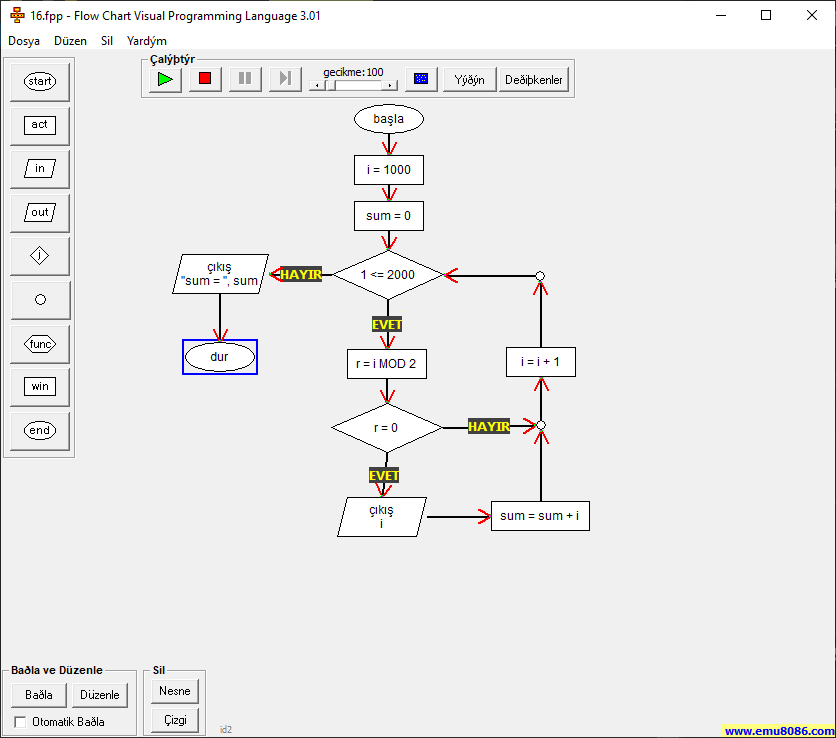 16.fpp - Flow Chart Visual Programming Language 3.01
Dosya Düzen Sil Yardým
Çalýþtýr
gecikme:100
Yýðýn
Deðiþkenler
start
act
in
out
i
func
win
end
başla
i = 1000
sum = 0
1 <= 2000
HAYIR
çıkış
"sum = ", sum
dur
EVET
r = i MOD 2
r = 0
HAYIR
i = i + 1
EVET
çıkış
i
sum = sum + i
Baðla ve Düzenle
Baðla
Düzenle
Otomatik Baðla
Sil
Nesne
Çizgi
id2
www.emu8086.com